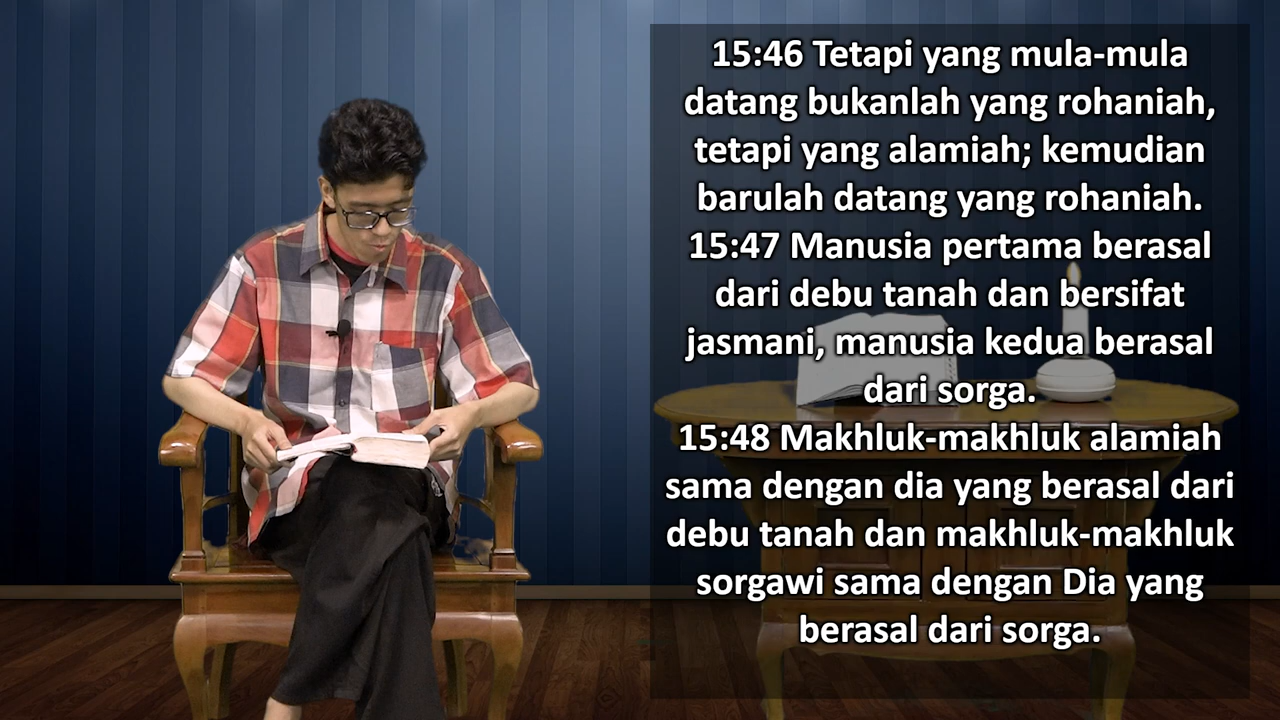 15:46 Tetapi yang mula-mula
datang bukanlah yang rohaniah,
tetapi yang alamiah; kemudian
barulah datang yang rohaniah.
15:47 Manusia pertama berasal
dari debu tanah dan bersifat
jasmani, manusia kedua berasal
dari sorga.
15:48 Makhluk-makhluk alamiah
sama dengan dia yang berasal dari
debu tanah dan makhluk-makhluk
sorgawi sama dengan Dia yang
berasal dari sorga.